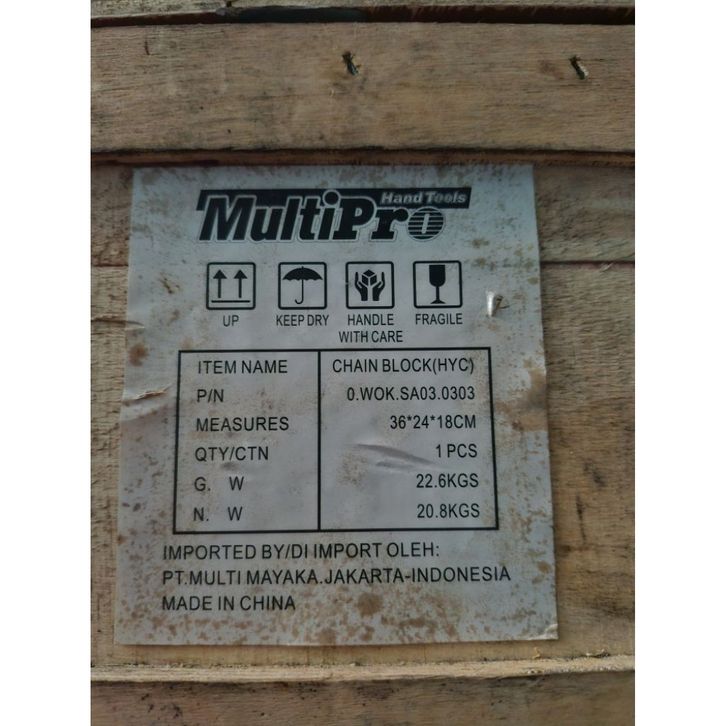 Hand Tools
MultiPro
UP KEEP DRY HANDLE WITH CARE FRAGILE
ITEM NAME CHAIN BLOCK(HYC)
P/N 0.WOK.SA03.0303
MEASURES 36*24*18CM
QTY/CTN 1 PCS
G. W 22.6KGS
N. W 20.8KGS
IMPORTED BY/DI IMPORT OLEH:
PT.MULTI MAYAKA.JAKARTA-INDONESIA
MADE IN CHINA